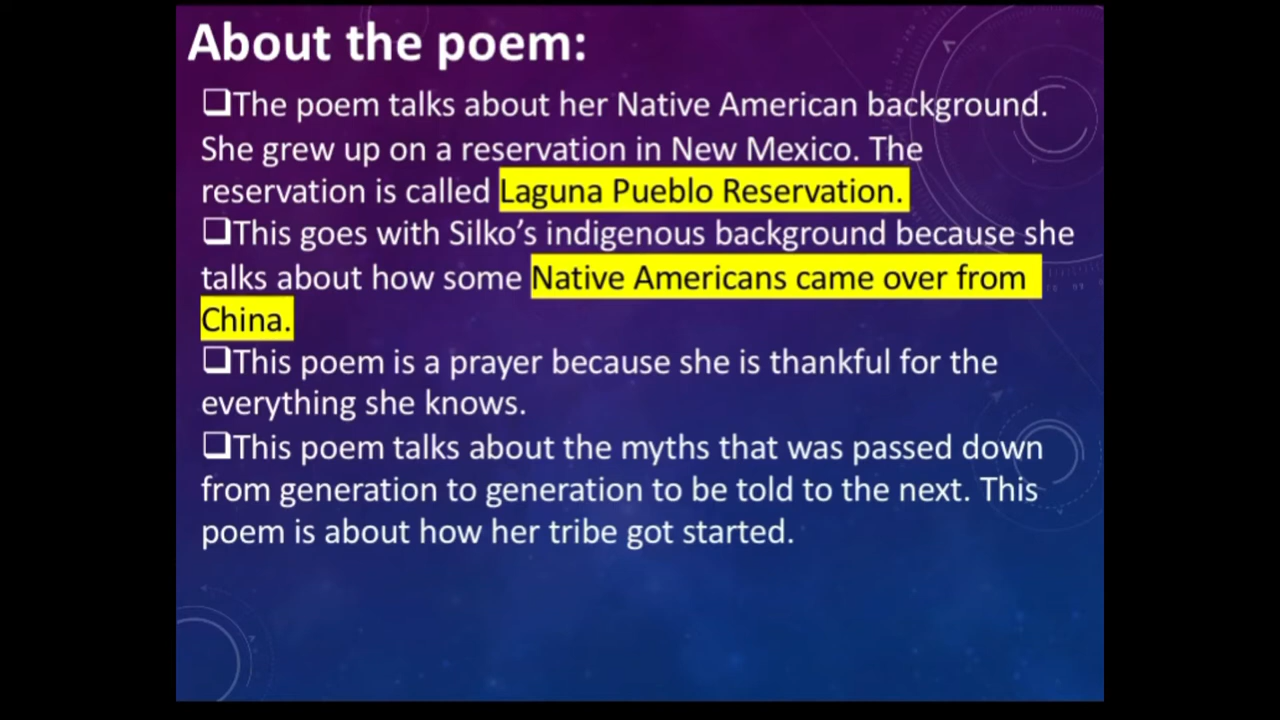 About the poem:
❑The poem talks about her Native American background.
She grew up on a reservation in New Mexico. The
reservation is called Laguna Pueblo Reservation.
❑This goes with Silko’s indigenous background because she
talks about how some Native Americans came over from
China.
❑This poem is a prayer because she is thankful for the
everything she knows.
❑This poem talks about the myths that was passed down
from generation to generation to be told to the next. This
poem is about how her tribe got started.